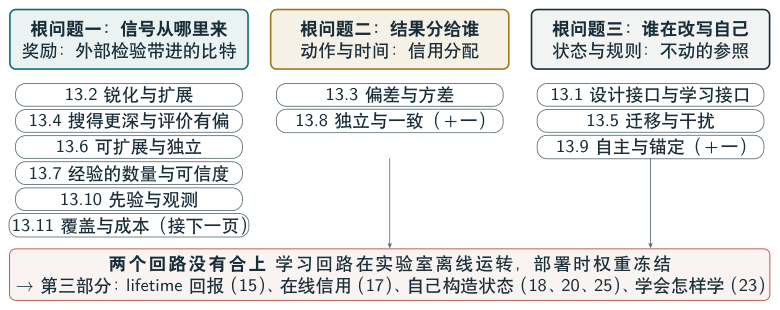 根问题一：信号从哪里来
奖励：外部检验带进的比特
13.2 锐化与扩展
13.4 搜得更深与评价有偏
13.6 可扩展与独立
13.7 经验的数量与可信度
13.10 先验与观测
13.11 覆盖与成本（接下一页）
根问题二：结果分给谁
动作与时间：信用分配
13.3 偏差与方差
13.8 独立与一致（+一）
根问题三：谁在改写自己
状态与规则：不动的参照
13.1 设计接口与学习接口
13.5 迁移与干扰
13.9 自主与锚定（+一）
两个回路没有合上 学习回路在实验室离线运转，部署时权重冻结
→ 第三部分：lifetime 回报 (15)、在线信用 (17)、自己构造状态 (18、20、25)、学会怎样学 (23)